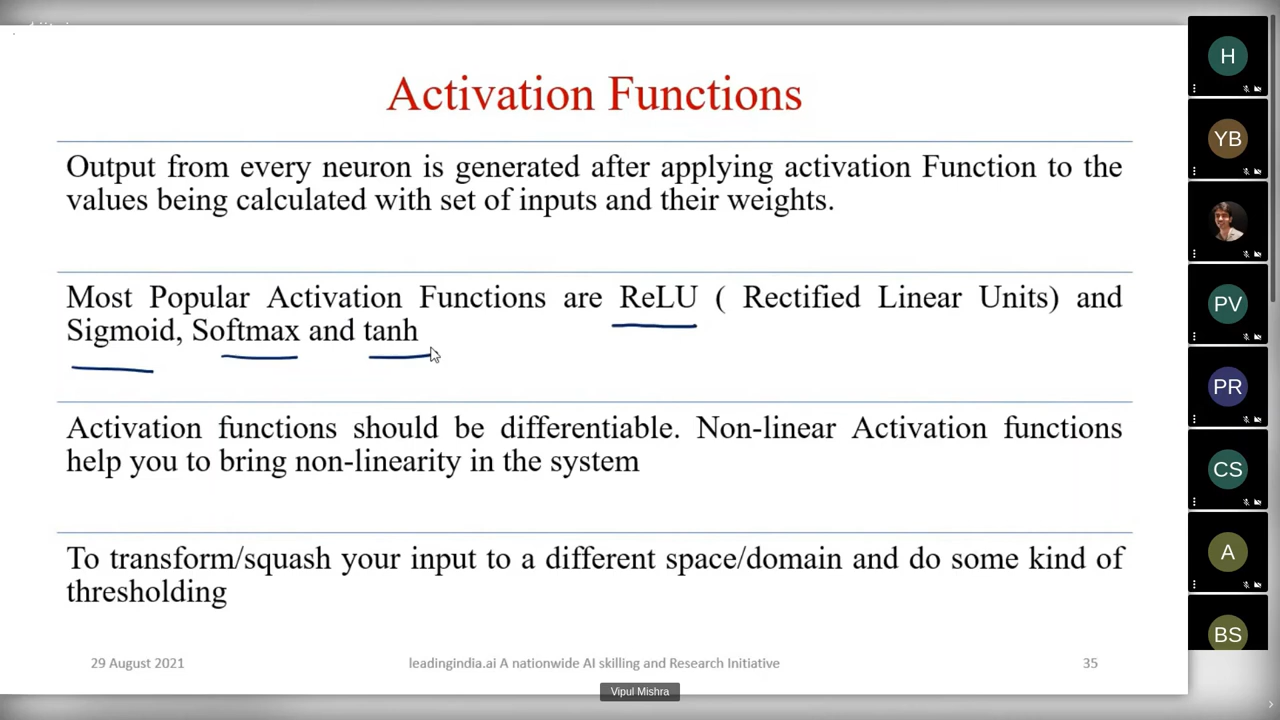 Activation Functions
Output from every neuron is generated after applying activation Function to the
values being calculated with set of inputs and their weights.
Most Popular Activation Functions are ReLU ( Rectified Linear Units) and
Sigmoid, Softmax and tanh
Activation functions should be differentiable. Non-linear Activation functions
help you to bring non-linearity in the system
To transform/squash your input to a different space/domain and do some kind of
thresholding
29 August 2021
leadingindia.ai A nationwide AI skilling and Research Initiative
35
Vipul Mishra
H
YB
PV
PR
CS
A
BS